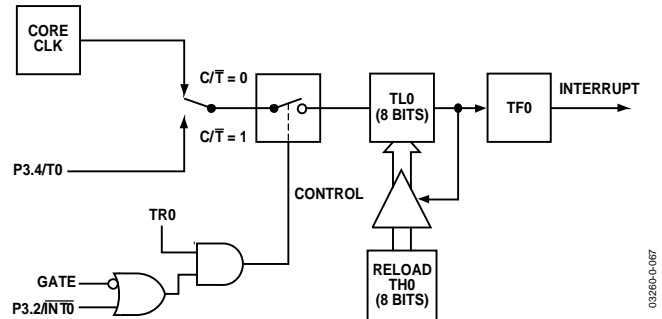 CORE
CLK
C/T̅ = 0
C/T̅ = 1
P3.4/T0
TL0
(8 BITS)
TF0
INTERRUPT
CONTROL
TR0
GATE
P3.2/I̅N̅T̅0̅
RELOAD
TH0
(8 BITS)
03260-0-067